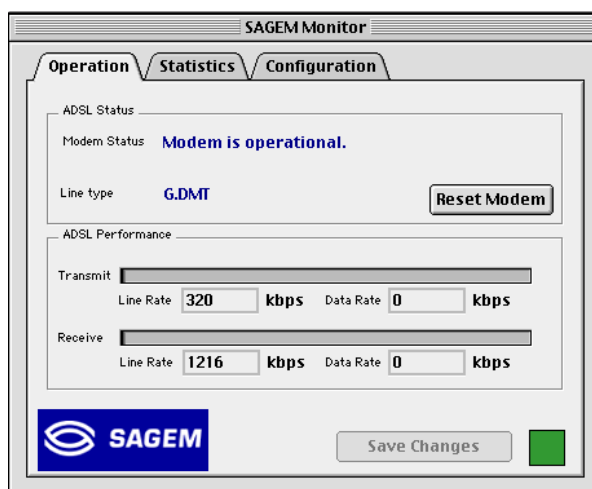 SAGEM Monitor
Operation Statistics Configuration
ADSL Status
Modem Status Modem is operational.
Line type G.DMT Reset Modem
ADSL Performance
Transmit
Line Rate 320 kbps Data Rate 0 kbps
Receive
Line Rate 1216 kbps Data Rate 0 kbps
SAGEM Save Changes